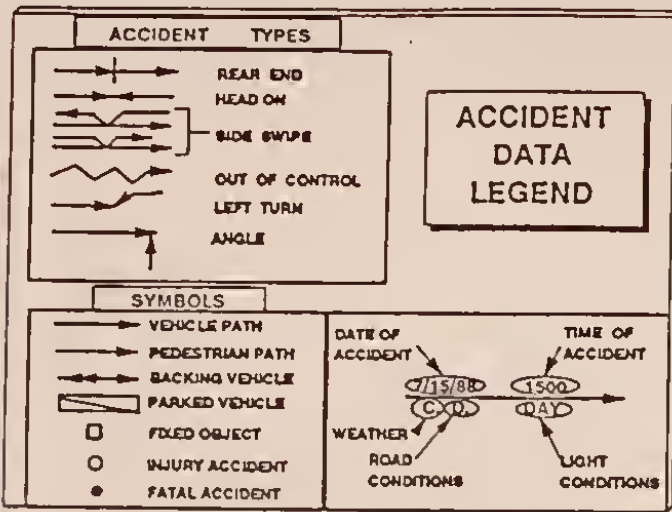 ACCIDENT TYPES
REAR END
HEAD ON
SIDE SWIPE
OUT OF CONTROL
LEFT TURN
ANGLE
ACCIDENT
DATA
LEGEND
SYMBOLS
VEHICLE PATH
PEDESTRIAN PATH
BACKING VEHICLE
PARKED VEHICLE
FIXED OBJECT
INJURY ACCIDENT
FATAL ACCIDENT
DATE OF
ACCIDENT
TIME OF
ACCIDENT
7/15/88
1500
C
D
DAY
WEATHER
ROAD
CONDITIONS
LIGHT
CONDITIONS